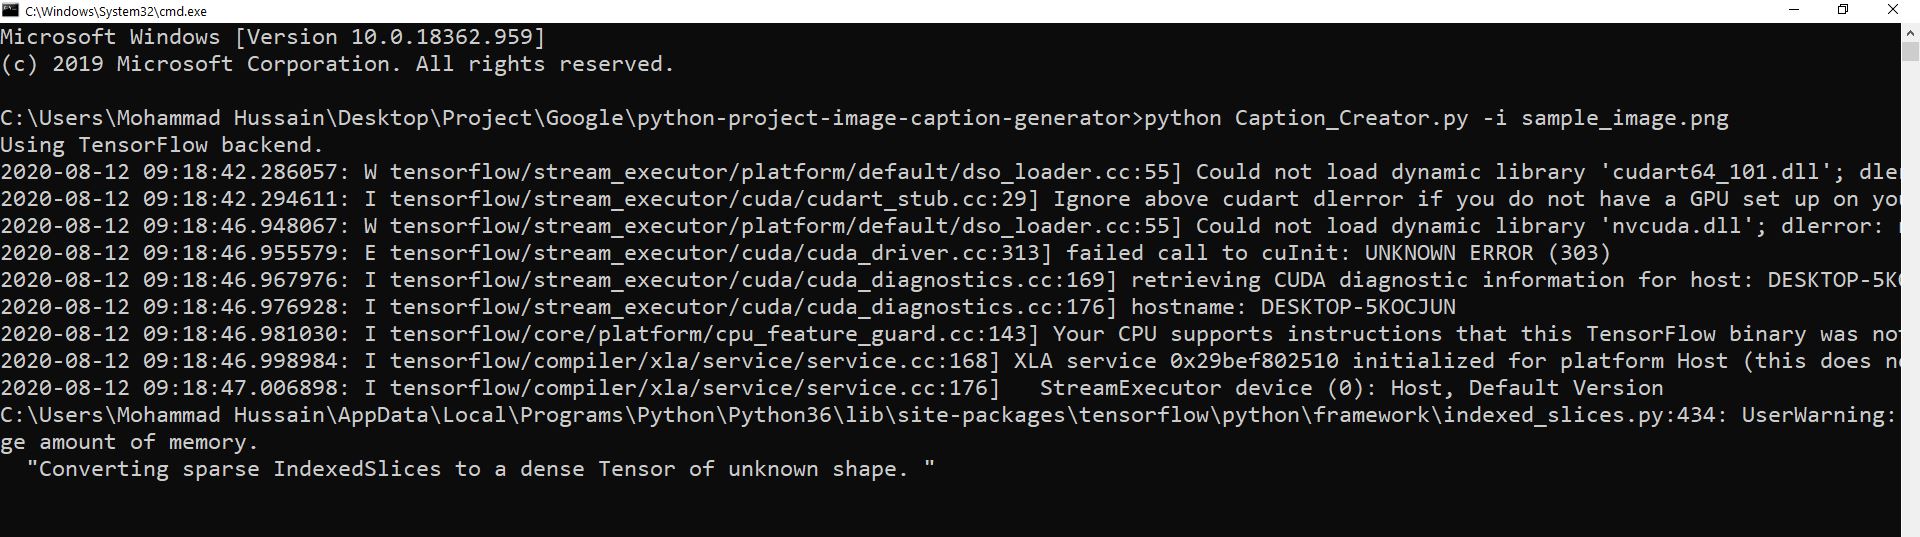 C:\Windows\System32\cmd.exe
Microsoft Windows [Version 10.0.18362.959]
(c) 2019 Microsoft Corporation. All rights reserved.
C:\Users\Mohammad Hussain\Desktop\Project\Google\python-project-image-caption-generator>python Caption_Creator.py -i sample_image.png
Using TensorFlow backend.
2020-08-12 09:18:42.286057: W tensorflow/stream_executor/platform/default/dso_loader.cc:55] Could not load dynamic library 'cudart64_101.dll';
2020-08-12 09:18:42.294611: I tensorflow/stream_executor/cuda/cudart_stub.cc:29] Ignore above cudart dlerror if you do not have a GPU set up on
2020-08-12 09:18:46.948067: W tensorflow/stream_executor/platform/default/dso_loader.cc:55] Could not load dynamic library 'nvcuda.dll'; dlerror:
2020-08-12 09:18:46.955579: E tensorflow/stream_executor/cuda/cuda_driver.cc:313] failed call to cuInit: UNKNOWN ERROR (303)
2020-08-12 09:18:46.967976: I tensorflow/stream_executor/cuda/cuda_diagnostics.cc:169] retrieving CUDA diagnostic information for host: DESKTOP-5K
2020-08-12 09:18:46.976928: I tensorflow/stream_executor/cuda/cuda_diagnostics.cc:176] hostname: DESKTOP-5KOCJUN
2020-08-12 09:18:46.981030: I tensorflow/core/platform/cpu_feature_guard.cc:143] Your CPU supports instructions that this TensorFlow binary was
2020-08-12 09:18:46.998984: I tensorflow/compiler/xla/service/service.cc:168] XLA service 0x29bef802510 initialized for platform Host (this does
2020-08-12 09:18:47.006898: I tensorflow/compiler/xla/service/service.cc:176]   StreamExecutor device (0): Host, Default Version
C:\Users\Mohammad Hussain\AppData\Local\Programs\Python\Python36\lib\site-packages\tensorflow\python\framework\indexed_slices.py:434: UserWarning:
ge amount of memory.
  "Converting sparse IndexedSlices to a dense Tensor of unknown shape. "